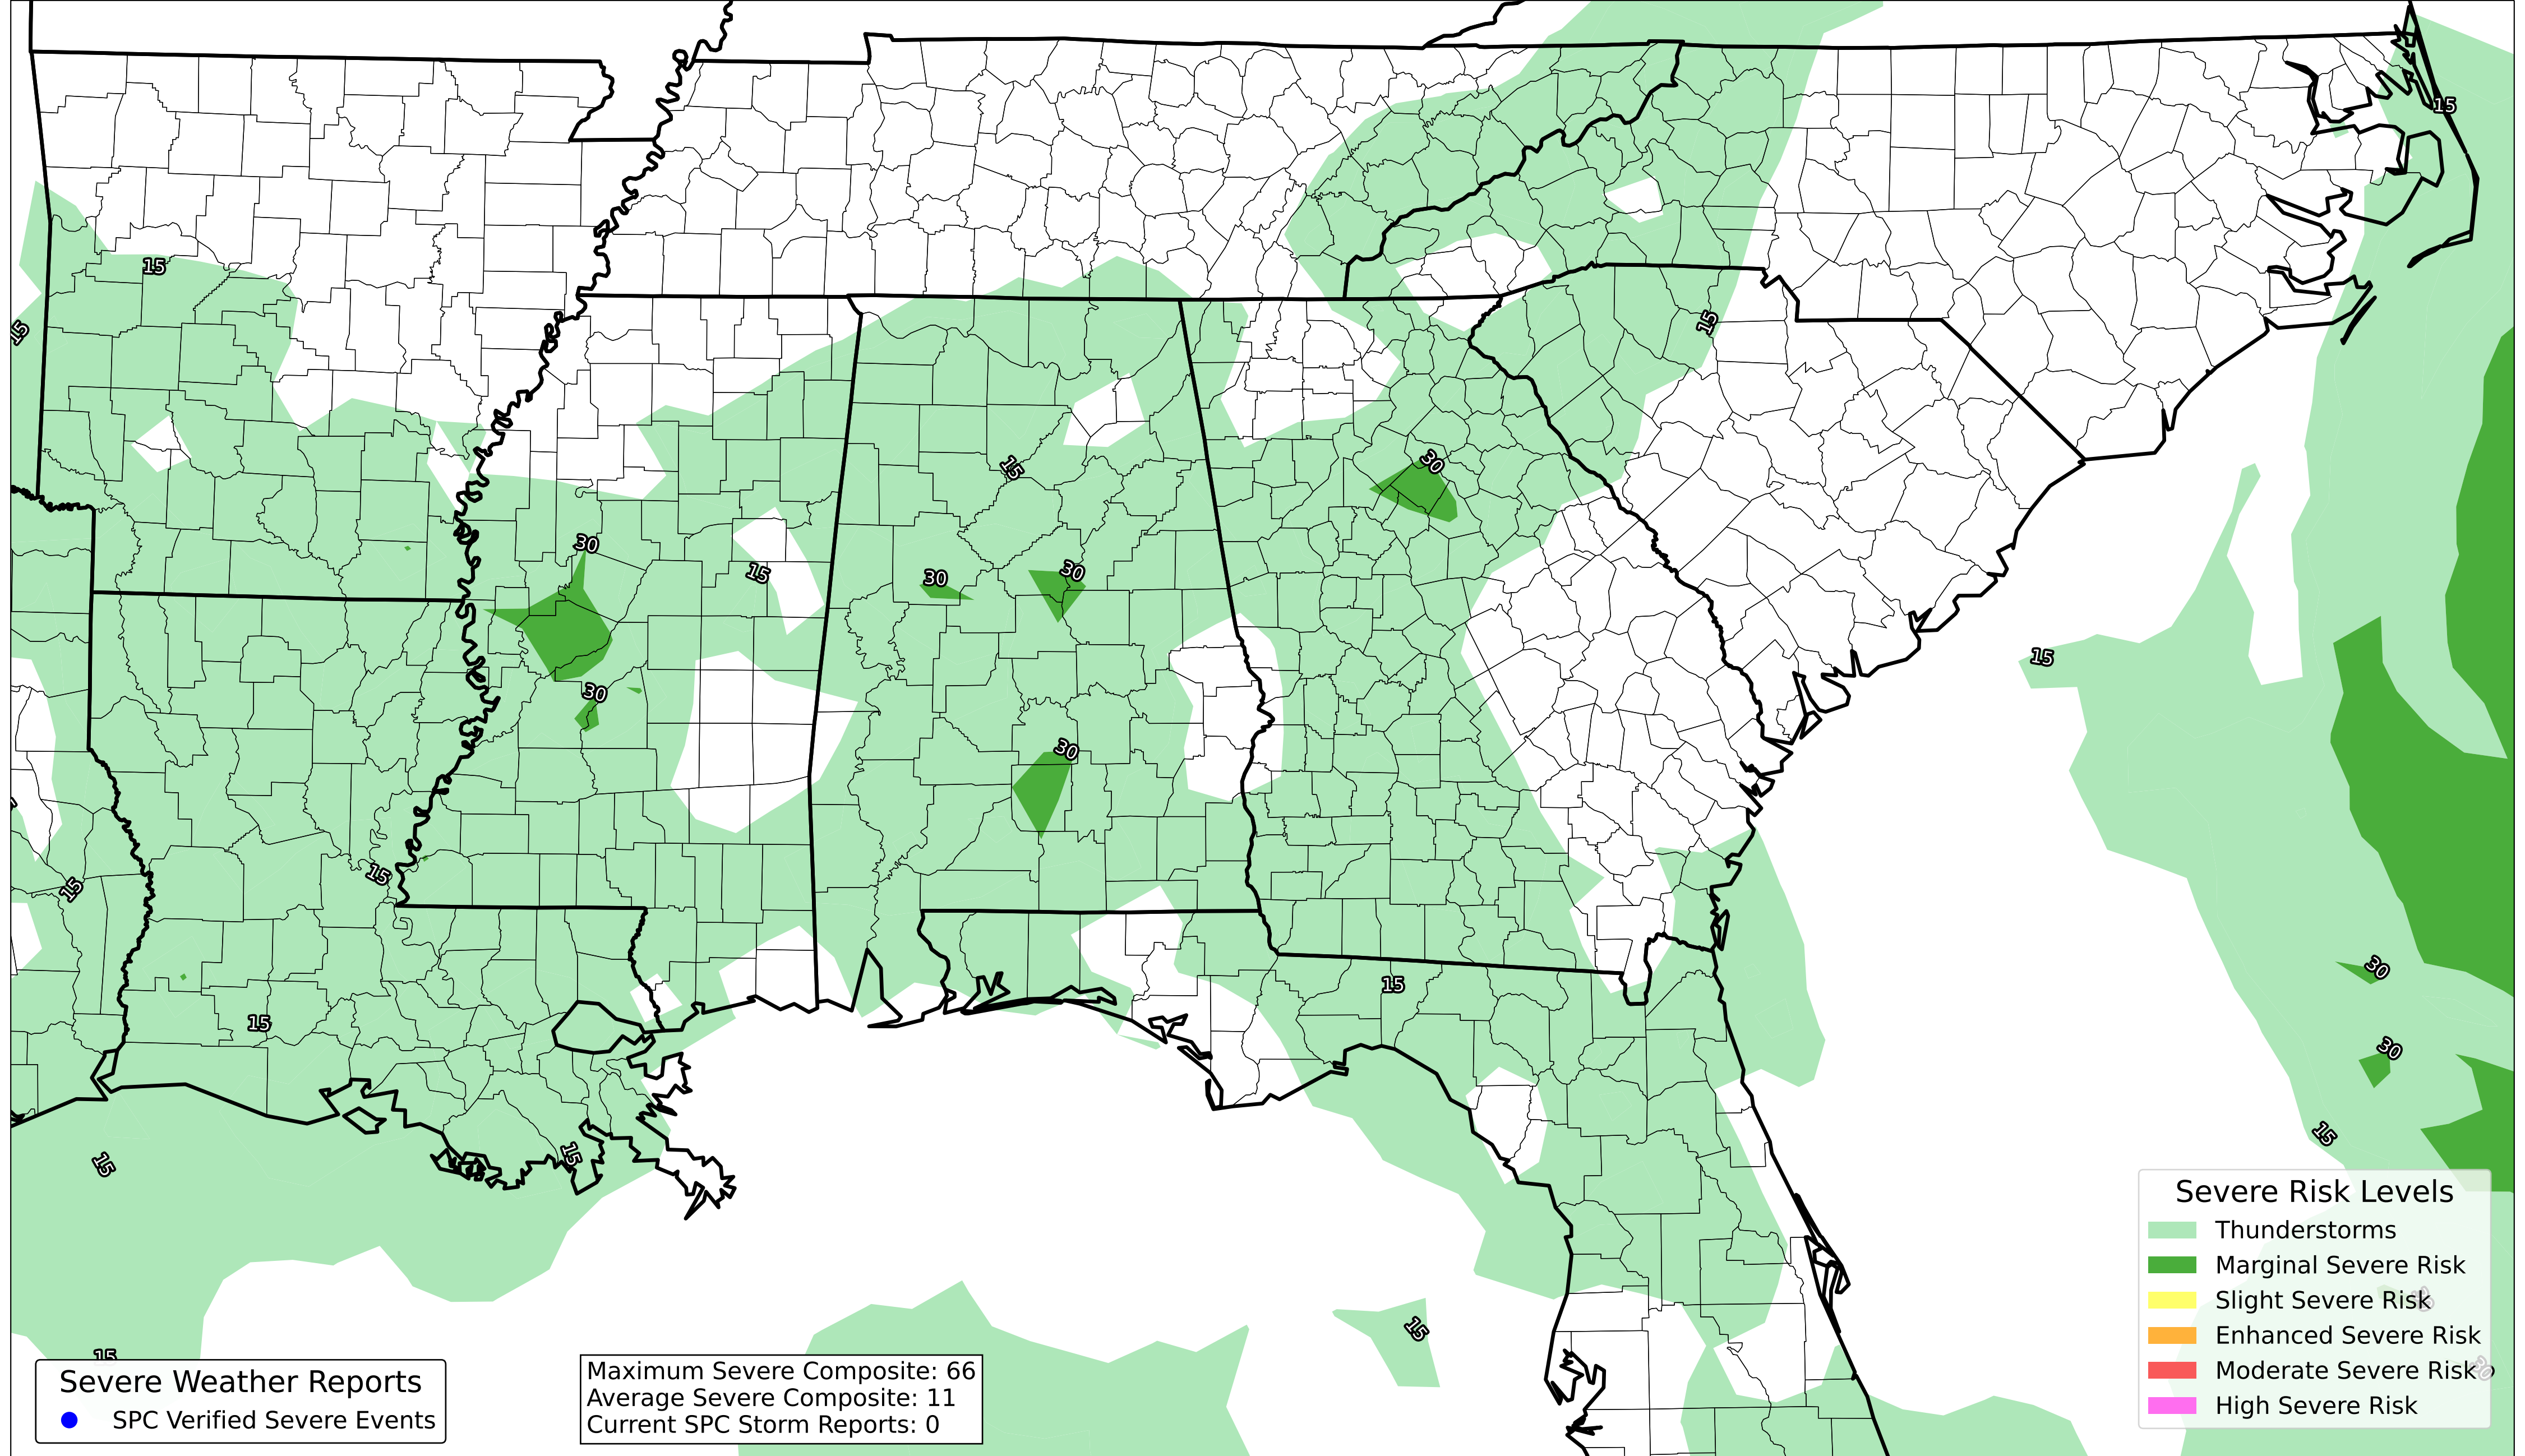 15
15
15
15
30
15
30
15
30
30
15
30
30
15
15
30
15
15
15
30
15
15
15
Severe Risk Levels
Thunderstorms
Marginal Severe Risk
Slight Severe Risk
Enhanced Severe Risk
Moderate Severe Risk
High Severe Risk
15
15
Severe Weather Reports
SPC Verified Severe Events
Maximum Severe Composite: 66
Average Severe Composite: 11
Current SPC Storm Reports: 0